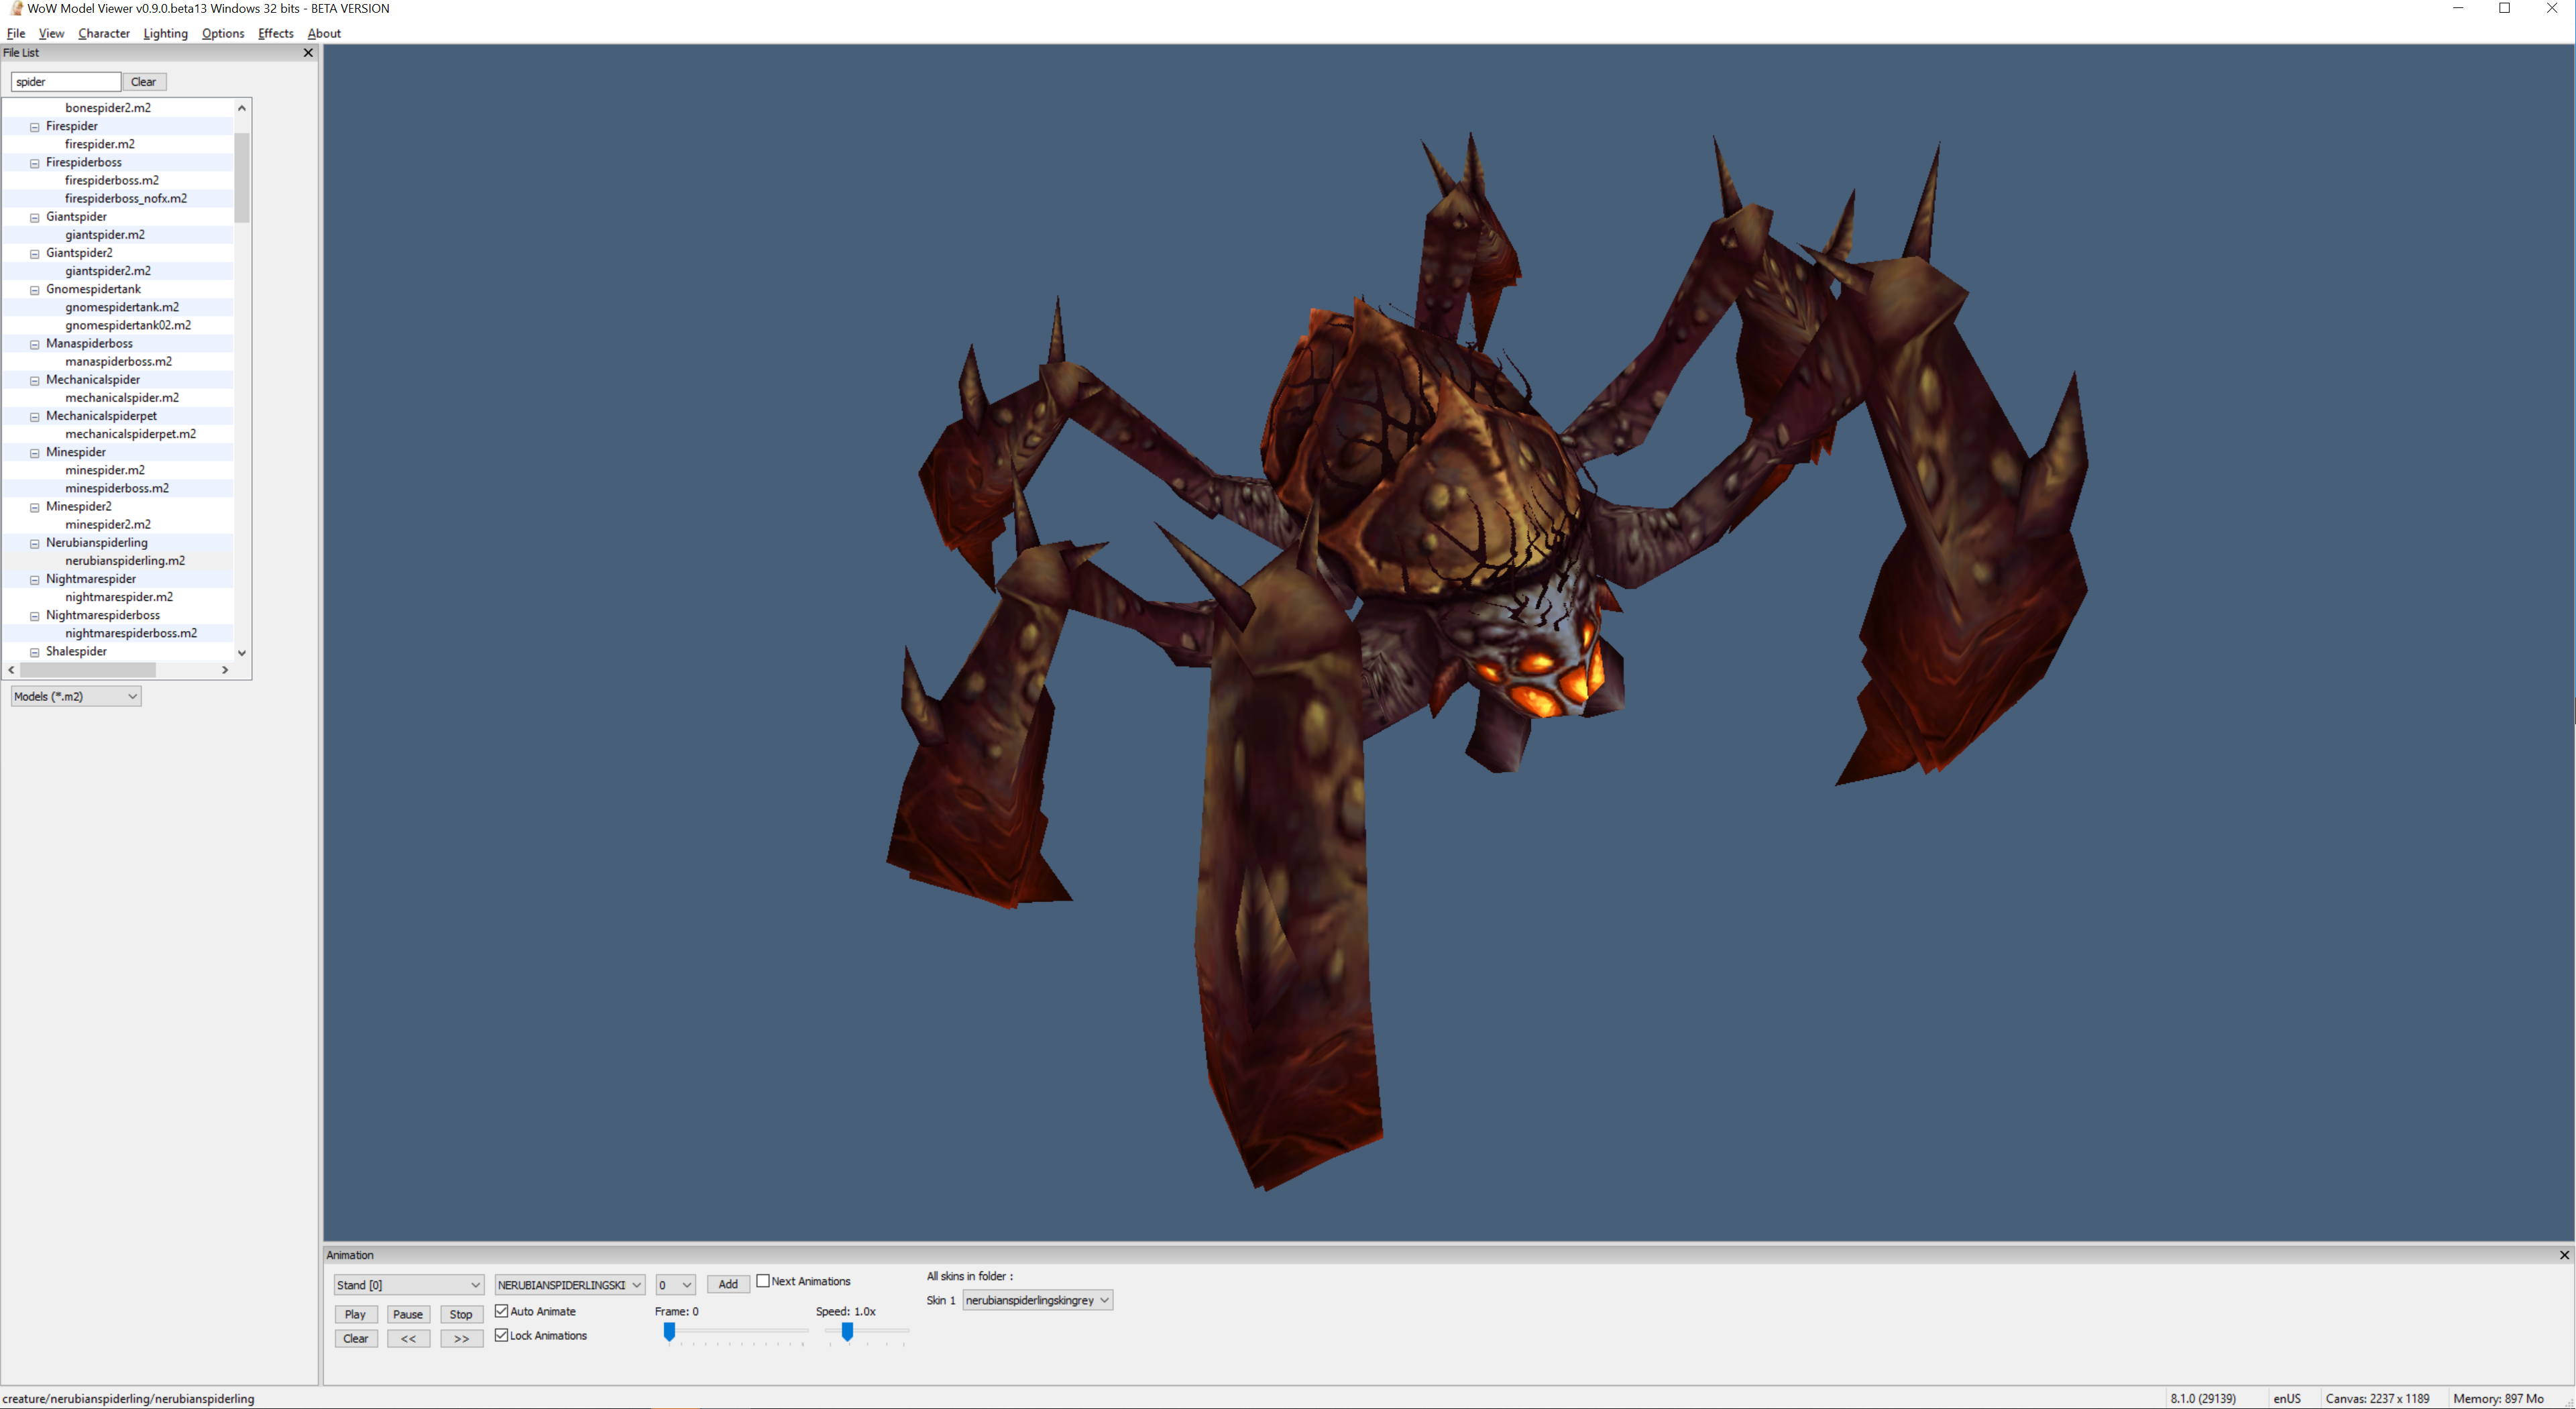 WoW Model Viewer v0.9.0.beta13 Windows 32 bits - BETA VERSION
File View Character Lighting Options Effects About
File List
spider Clear
bonespider2.m2
Firespider
firespider.m2
Firespiderboss
firespiderboss.m2
firespiderboss_nofx.m2
Giantspider
giantspider.m2
Giantspider2
giantspider2.m2
Gnomespidertank
gnomespidertank.m2
gnomespidertank02.m2
Manaspiderboss
manaspiderboss.m2
Mechanicalspider
mechanicalspider.m2
Mechanicalspiderpet
mechanicalspiderpet.m2
Minespider
minespider.m2
minespiderboss.m2
Minespider2
minespider2.m2
Nerubianspiderling
nerubianspiderling.m2
Nightmarespider
nightmarespider.m2
Nightmarespiderboss
nightmarespiderboss.m2
Shalespider
Models (*.m2)
Animation
Stand [0] NERUBIANSPIDERLINGSKI 0 Add Next Animations
All skins in folder :
Skin 1 nerubianspiderlingskingrey
Play Pause Stop Auto Animate Frame: 0 Speed: 1.0x
Clear << >> Lock Animations
creature/nerubianspiderling/nerubianspiderling 8.1.0 (29139) enUS Canvas: 2237 x 1189 Memory: 897 Mo